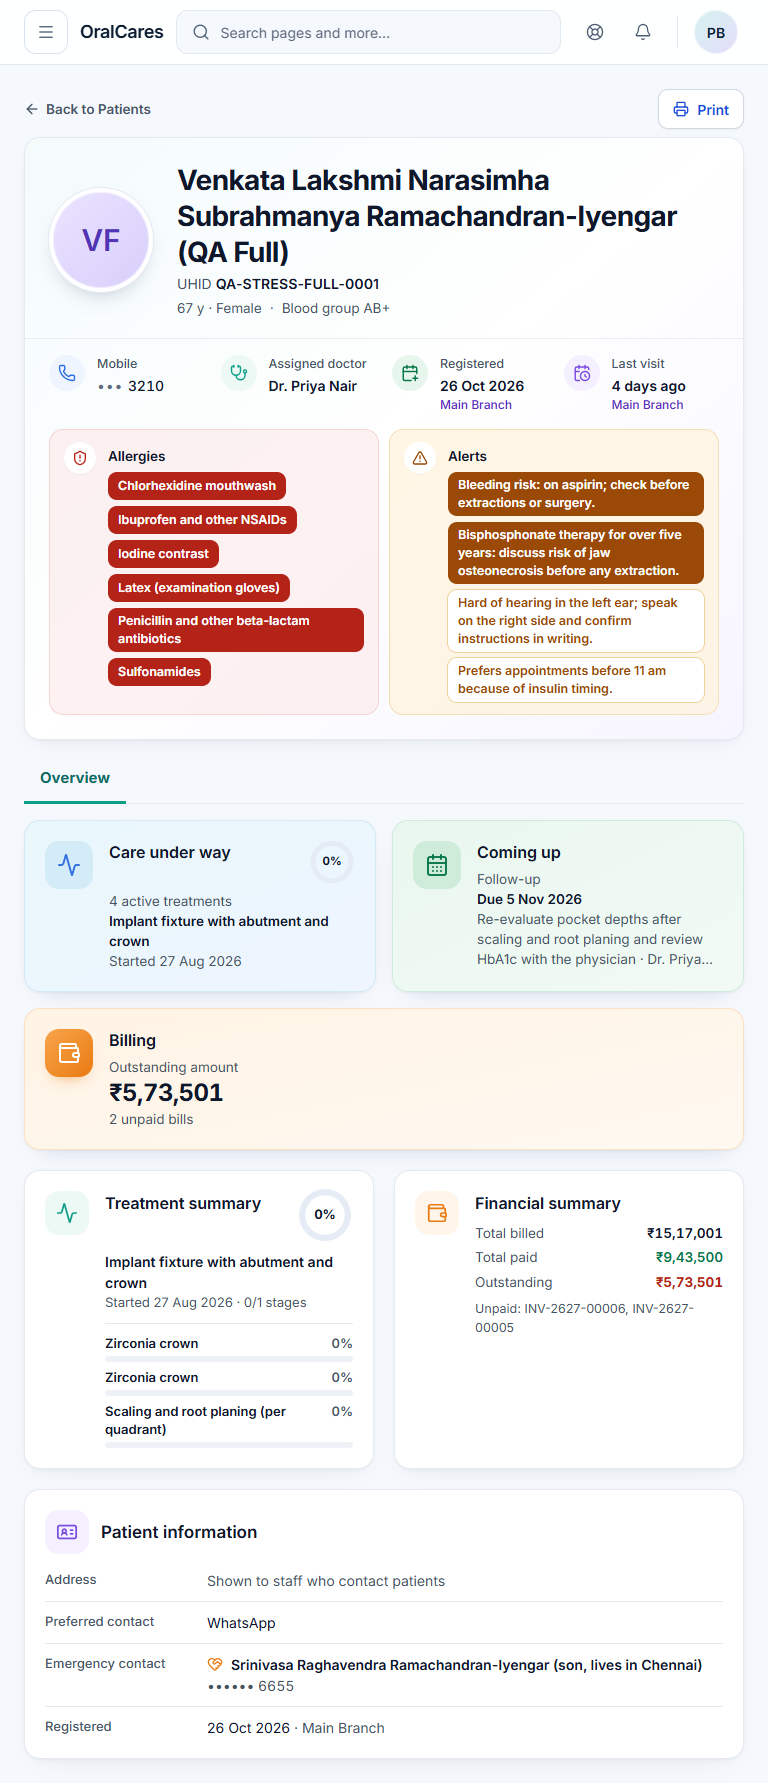 OralCares
Search pages and more...
PB
Back to Patients
Print
VF
Venkata Lakshmi Narasimha
Subrahmanya Ramachandran-Iyengar
(QA Full)
UHID QA-STRESS-FULL-0001
67 y · Female · Blood group AB+
Mobile
••• 3210
Assigned doctor
Dr. Priya Nair
Registered
26 Oct 2026
Main Branch
Last visit
4 days ago
Main Branch
Allergies
Chlorhexidine mouthwash
Ibuprofen and other NSAIDs
Iodine contrast
Latex (examination gloves)
Penicillin and other beta-lactam
antibiotics
Sulfonamides
Alerts
Bleeding risk: on aspirin; check before
extractions or surgery.
Bisphosphonate therapy for over five
years: discuss risk of jaw
osteonecrosis before any extraction.
Hard of hearing in the left ear; speak
on the right side and confirm
instructions in writing.
Prefers appointments before 11 am
because of insulin timing.
Overview
Care under way
0%
4 active treatments
Implant fixture with abutment and
crown
Started 27 Aug 2026
Coming up
Follow-up
Due 5 Nov 2026
Re-evaluate pocket depths after
scaling and root planing and review
HbA1c with the physician · Dr. Priya...
Billing
Outstanding amount
₹5,73,501
2 unpaid bills
Treatment summary
0%
Implant fixture with abutment and
crown
Started 27 Aug 2026 · 0/1 stages
Zirconia crown 0%
Zirconia crown 0%
Scaling and root planing (per 0%
quadrant)
Financial summary
Total billed ₹15,17,001
Total paid ₹9,43,500
Outstanding ₹5,73,501
Unpaid: INV-2627-00006, INV-2627-
00005
Patient information
Address Shown to staff who contact patients
Preferred contact WhatsApp
Emergency contact Srinivasa Raghavendra Ramachandran-Iyengar (son, lives in Chennai)
•••••• 6655
Registered 26 Oct 2026 · Main Branch